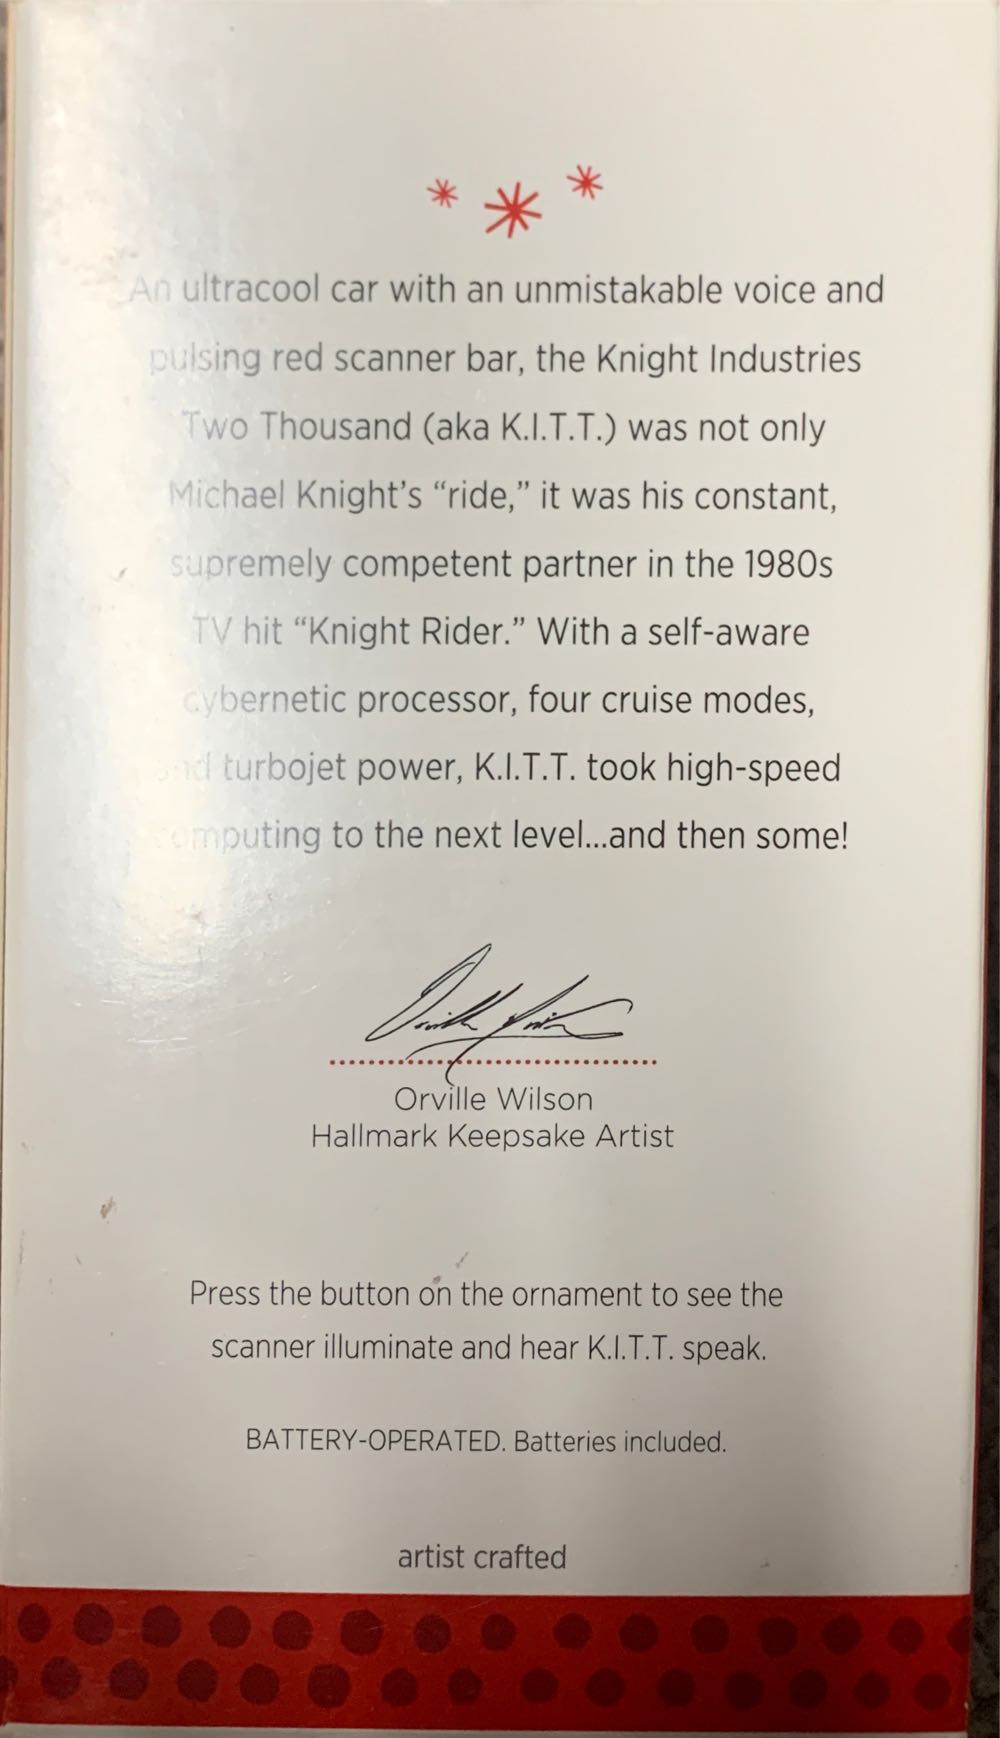 An ultracool car with an unmistakable voice and
pulsing red scanner bar, the Knight Industries
Two Thousand (aka K.I.T.T.) was not only
Michael Knight's “ride,” it was his constant,
supremely competent partner in the 1980s
TV hit “Knight Rider.” With a self-aware
cybernetic processor, four cruise modes,
and turbojet power, K.I.T.T. took high-speed
computing to the next level...and then some!
Orville Wilson
Orville Wilson
Hallmark Keepsake Artist
Press the button on the ornament to see the
scanner illuminate and hear K.I.T.T. speak.
BATTERY-OPERATED. Batteries included.
artist crafted